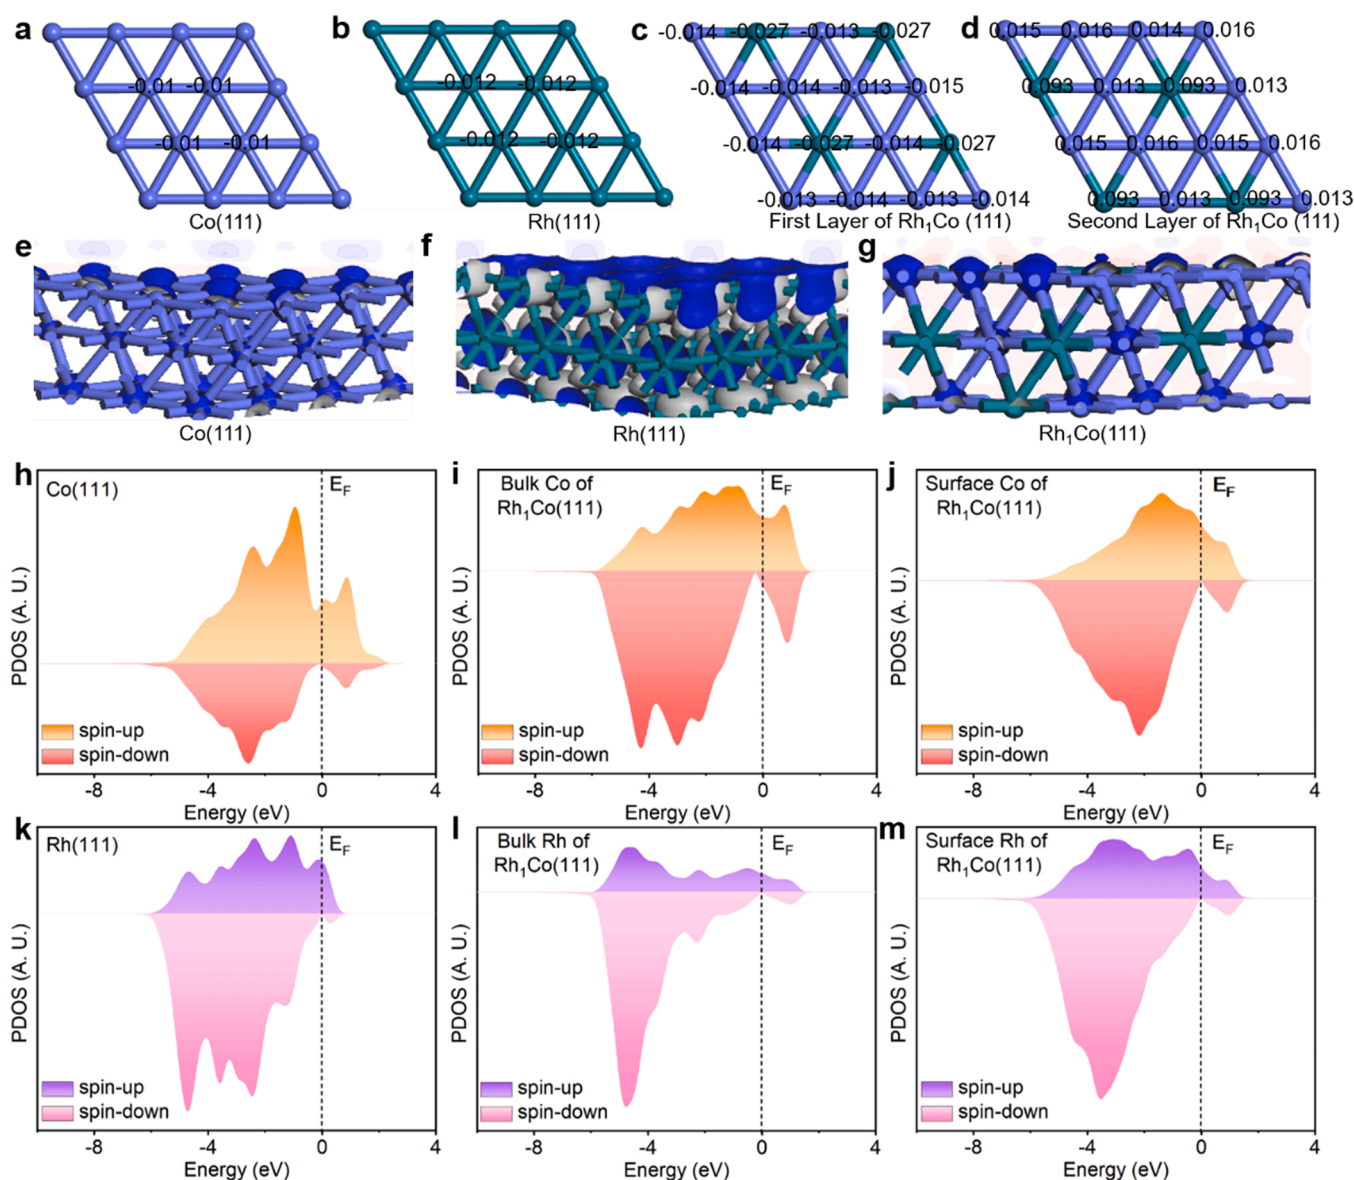 a
b
c
d
-0.01 -0.01
-0.01 -0.01
Co(111)
-0.012 -0.012
-0.012 -0.012
Rh(111)
-0.014 -0.027 -0.013 -0.027
-0.014 -0.014 -0.013 -0.015
-0.014 -0.027 -0.014 -0.027
-0.013 -0.014 -0.013 -0.014
First Layer of Rh₁Co (111)
0.015 0.016 0.014 0.016
0.093 0.013 0.093 0.013
0.015 0.016 0.015 0.016
0.093 0.013 0.093 0.013
Second Layer of Rh₁Co (111)
e
f
g
Co(111)
Rh(111)
Rh₁Co(111)
h
Co(111)
E_F
PDOS (A. U.)
spin-up
spin-down
-8 -4 0 4
Energy (eV)
i
Bulk Co of
Rh₁Co(111)
E_F
PDOS (A. U.)
spin-up
spin-down
-8 -4 0 4
Energy (eV)
j
Surface Co of
Rh₁Co(111)
E_F
PDOS (A. U.)
spin-up
spin-down
-8 -4 0 4
Energy (eV)
k
Rh(111)
E_F
PDOS (A. U.)
spin-up
spin-down
-8 -4 0 4
Energy (eV)
l
Bulk Rh of
Rh₁Co(111)
E_F
PDOS (A. U.)
spin-up
spin-down
-8 -4 0 4
Energy (eV)
m
Surface Rh of
Rh₁Co(111)
E_F
PDOS (A. U.)
spin-up
spin-down
-8 -4 0 4
Energy (eV)